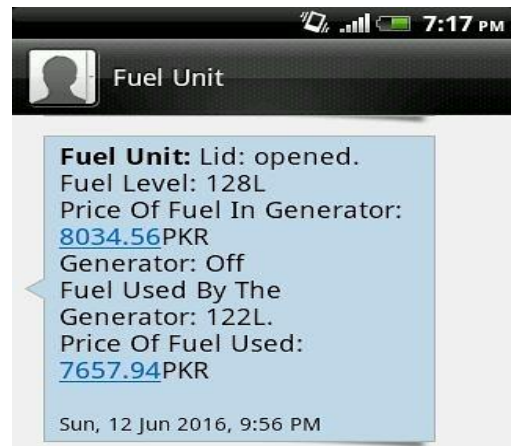 7:17 PM
Fuel Unit
Fuel Unit: Lid: opened.
Fuel Level: 128L
Price Of Fuel In Generator:
8034.56PKR
Generator: Off
Fuel Used By The
Generator: 122L.
Price Of Fuel Used:
7657.94PKR
Sun, 12 Jun 2016, 9:56 PM